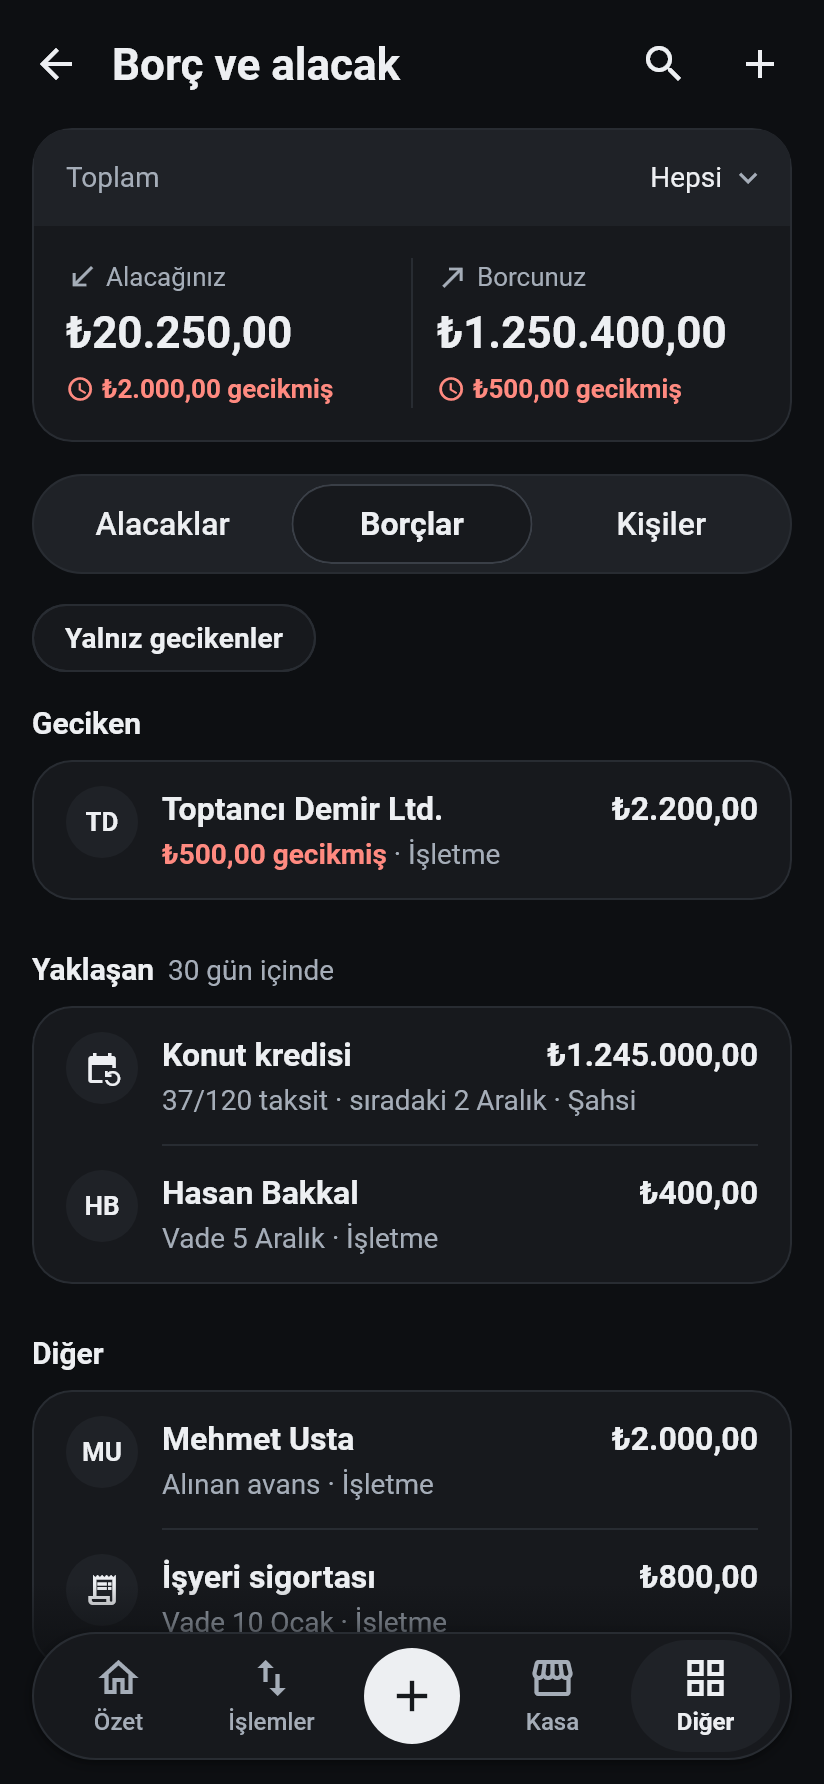 Borç ve alacak
Toplam
Hepsi
Alacağınız
₺20.250,00
₺2.000,00 gecikmiş
Borcunuz
₺1.250.400,00
₺500,00 gecikmiş
Alacaklar
Borçlar
Kişiler
Yalnız gecikenler
Geciken
TD
Toptancı Demir Ltd.
₺2.200,00
₺500,00 gecikmiş · İşletme
Yaklaşan 30 gün içinde
Konut kredisi
₺1.245.000,00
37/120 taksit · sıradaki 2 Aralık · Şahsi
HB
Hasan Bakkal
₺400,00
Vade 5 Aralık · İşletme
Diğer
MU
Mehmet Usta
₺2.000,00
Alınan avans · İşletme
İşyeri sigortası
₺800,00
Vade 10 Ocak · İşletme
Özet
İşlemler
Kasa
Diğer